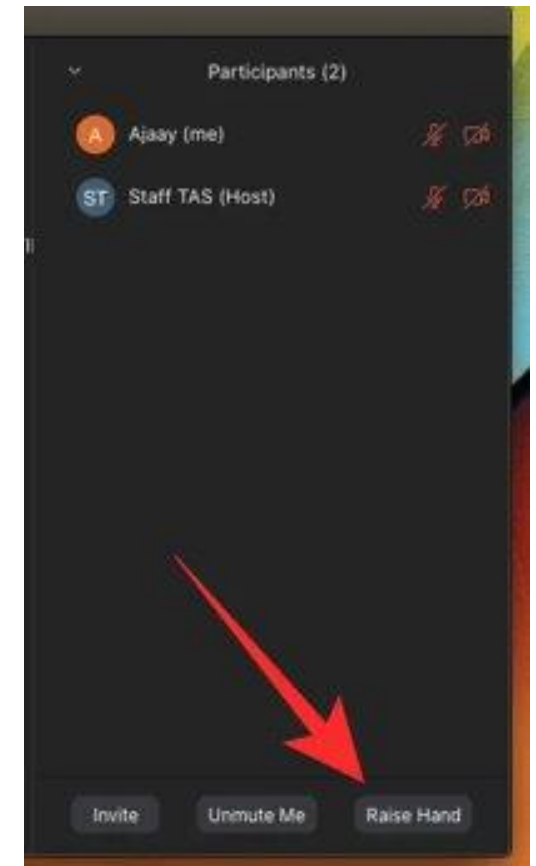 Participants (2)
A Ajaay (me)
ST Staff TAS (Host)
Invite Unmute Me Raise Hand